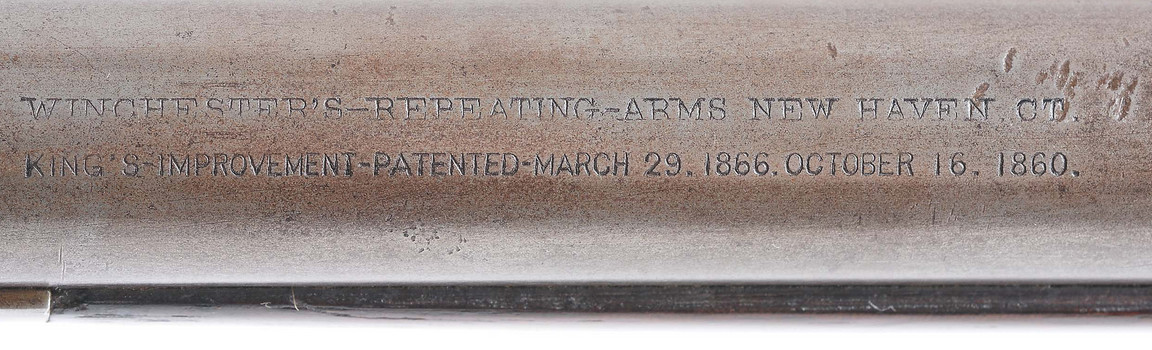 WINCHESTER'S-REPEATING-ARMS NEW HAVEN. CT.
KING'S-IMPROVEMENT-PATENTED-MARCH 29. 1866. OCTOBER 16. 1860.